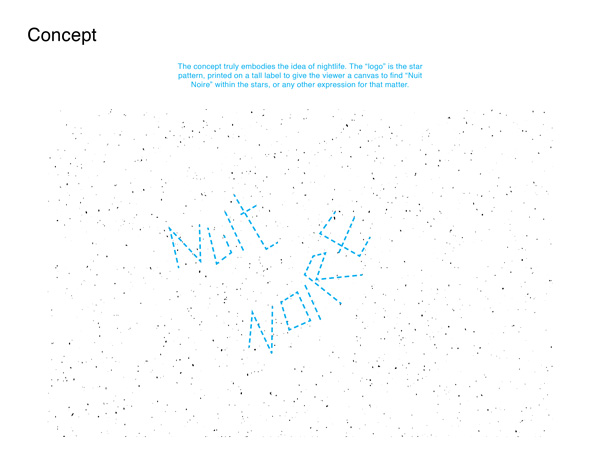 Concept
The concept truly embodies the idea of nightlife. The “logo” is the star
pattern, printed on a tall label to give the viewer a canvas to find “Nuit
Noire” within the stars, or any other expression for that matter.
NUIT
NOIRE